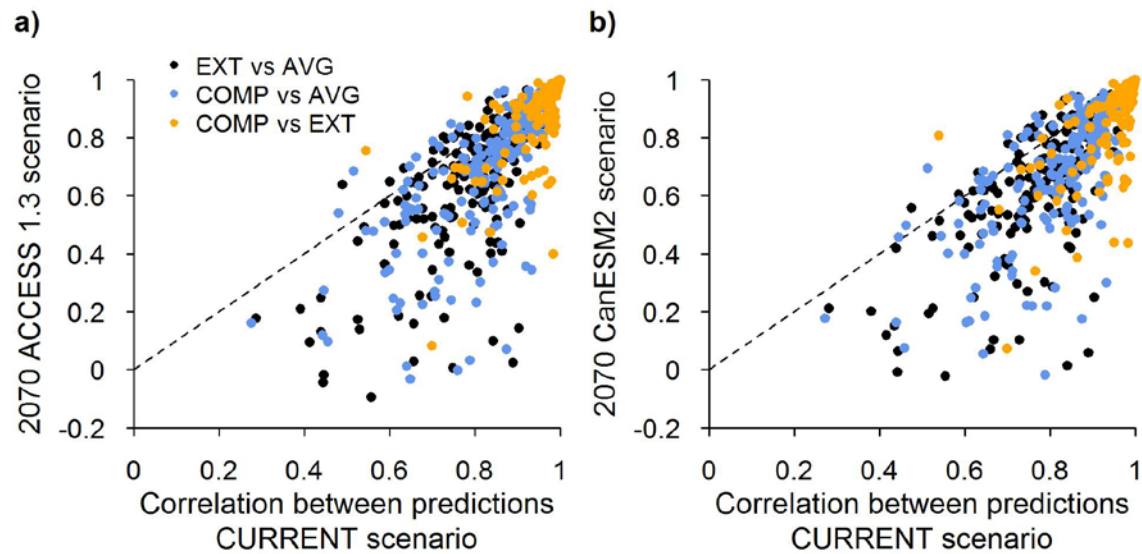 a)
2070 ACCESS 1.3 scenario
EXT vs AVG
COMP vs AVG
COMP vs EXT
1
0.8
0.6
0.4
0.2
0
-0.2
0 0.2 0.4 0.6 0.8 1
Correlation between predictions
CURRENT scenario
b)
2070 CanESM2 scenario
1
0.8
0.6
0.4
0.2
0
-0.2
0 0.2 0.4 0.6 0.8 1
Correlation between predictions
CURRENT scenario